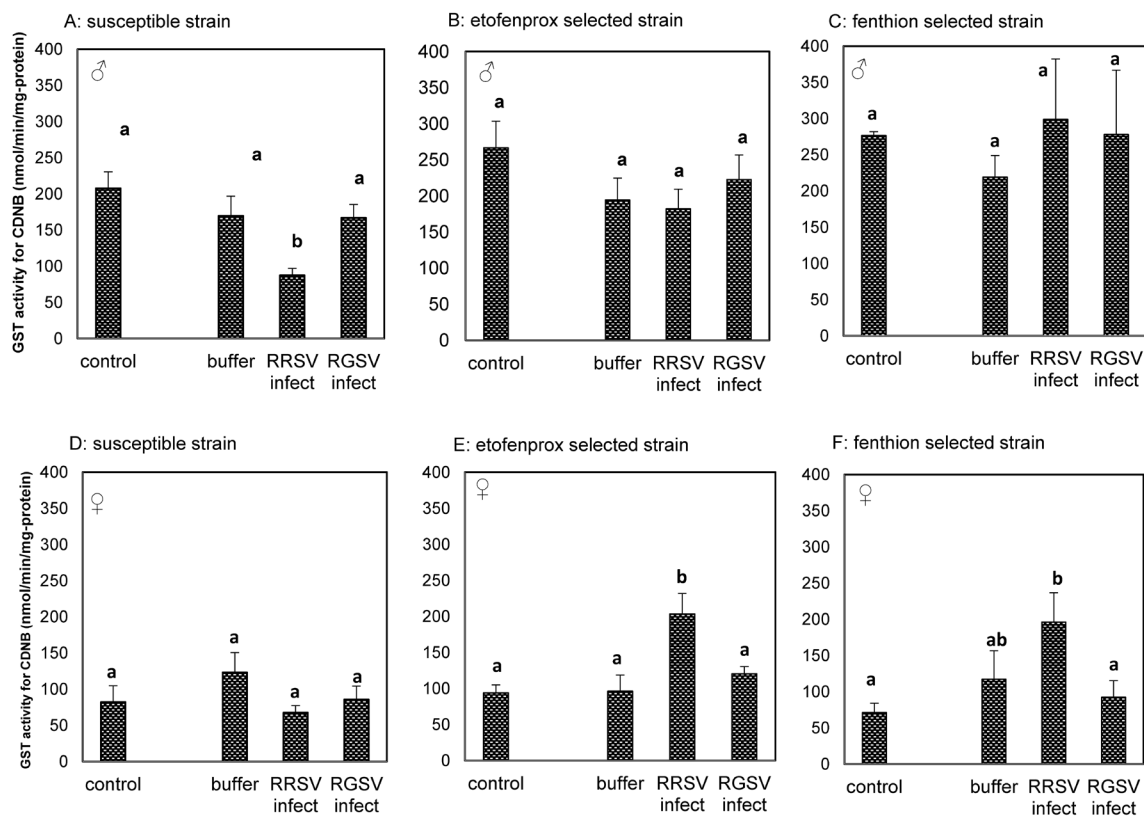 A: susceptible strain
B: etofenprox selected strain
C: fenthion selected strain
GST activity for CDNB (nmol/min/mg-protein)
400
350
300
250
200
150
100
50
0
♂
a
a
b
a
control
buffer
RRSV
infect
RGSV
infect
400
350
300
250
200
150
100
50
0
♂
a
a
a
a
control
buffer
RRSV
infect
RGSV
infect
400
350
300
250
200
150
100
50
0
♂
a
a
a
a
control
buffer
RRSV
infect
RGSV
infect
D: susceptible strain
E: etofenprox selected strain
F: fenthion selected strain
GST activity for CDNB (nmol/min/mg-protein)
400
350
300
250
200
150
100
50
0
♀
a
a
a
a
control
buffer
RRSV
infect
RGSV
infect
400
350
300
250
200
150
100
50
0
♀
a
a
b
a
control
buffer
RRSV
infect
RGSV
infect
400
350
300
250
200
150
100
50
0
♀
a
ab
b
a
control
buffer
RRSV
infect
RGSV
infect